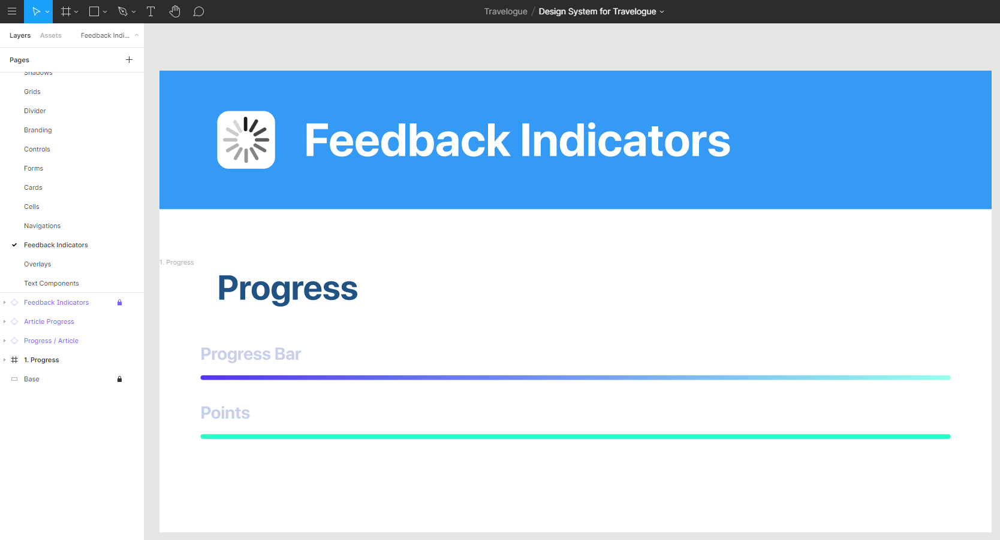 Travelogue / Design System for Travelogue
Layers Assets Feedback Indi...
Pages
Shadows
Grids
Divider
Branding
Controls
Forms
Cards
Cells
Navigations
Feedback Indicators
Overlays
Text Components
Feedback Indicators
Article Progress
Progress / Article
1. Progress
Base
Feedback Indicators
1. Progress
Progress
Progress Bar
Points